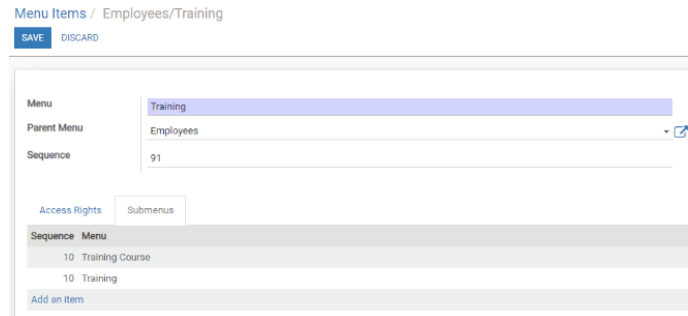 Menu Items / Employees/Training
SAVE DISCARD
Menu Training
Parent Menu Employees
Sequence 91
Access Rights Submenus
Sequence Menu
10 Training Course
10 Training
Add an item